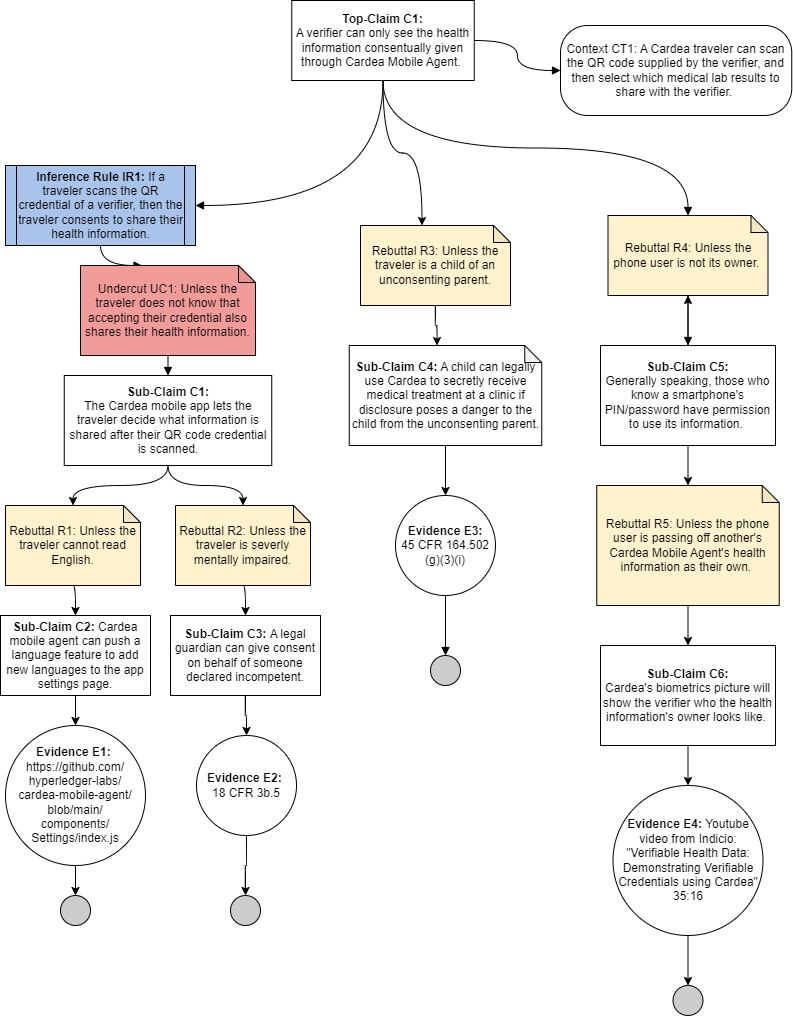 Top-Claim C1:
A verifier can only see the health
information consentually given
through Cardea Mobile Agent.
Context CT1: A Cardea traveler can scan
the QR code supplied by the verifier, and
then select which medical lab results to
share with the verifier.
Inference Rule IR1: If a
traveler scans the QR
credential of a verifier, then the
traveler consents to share their
health information.
Undercut UC1: Unless the
traveler does not know that
accepting their credential also
shares their health information.
Rebuttal R3: Unless the
traveler is a child of an
unconsenting parent.
Rebuttal R4: Unless the
phone user is not its owner.
Sub-Claim C1:
The Cardea mobile app lets the
traveler decide what information is
shared after their QR code credential
is scanned.
Sub-Claim C4: A child can legally
use Cardea to secretly receive
medical treatment at a clinic if
disclosure poses a danger to the
child from the unconsenting parent.
Sub-Claim C5:
Generally speaking, those who
know a smartphone's
PIN/password have permission
to use its information.
Rebuttal R1: Unless the
traveler cannot read
English.
Rebuttal R2: Unless the
traveler is severly
mentally impaired.
Evidence E3:
45 CFR 164.502
(g)(3)(i)
Rebuttal R5: Unless the phone
user is passing off another's
Cardea Mobile Agent's health
information as their own.
Sub-Claim C2: Cardea
mobile agent can push a
language feature to add
new languages to the app
settings page.
Sub-Claim C3: A legal
guardian can give consent
on behalf of someone
declared incompetent.
Sub-Claim C6:
Cardea's biometrics picture will
show the verifier who the health
information's owner looks like.
Evidence E1:
https://github.com/
hyperledger-labs/
cardea-mobile-agent/
blob/main/
components/
Settings/index.js
Evidence E2:
18 CFR 3b.5
Evidence E4: Youtube
video from Indicio:
"Verifiable Health Data:
Demonstrating Verifiable
Credentials using Cardea"
35:16